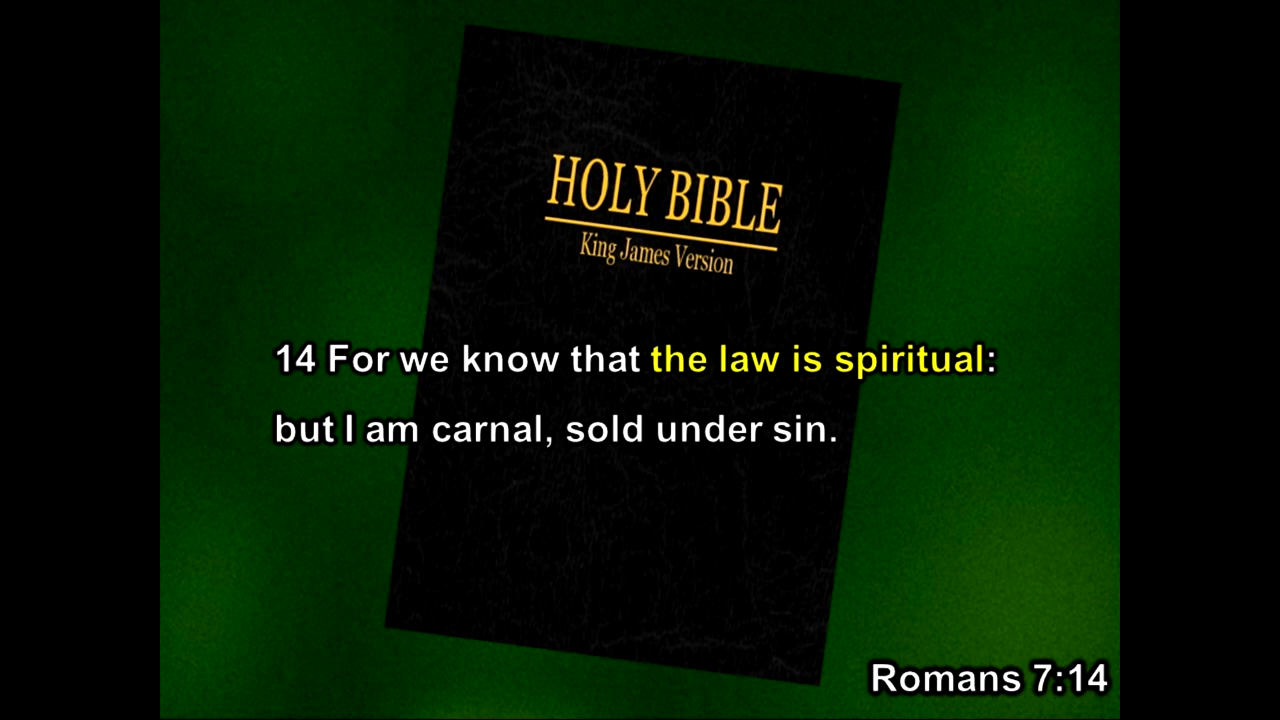 HOLY BIBLE
King James Version
14 For we know that the law is spiritual:
but I am carnal, sold under sin.
Romans 7:14